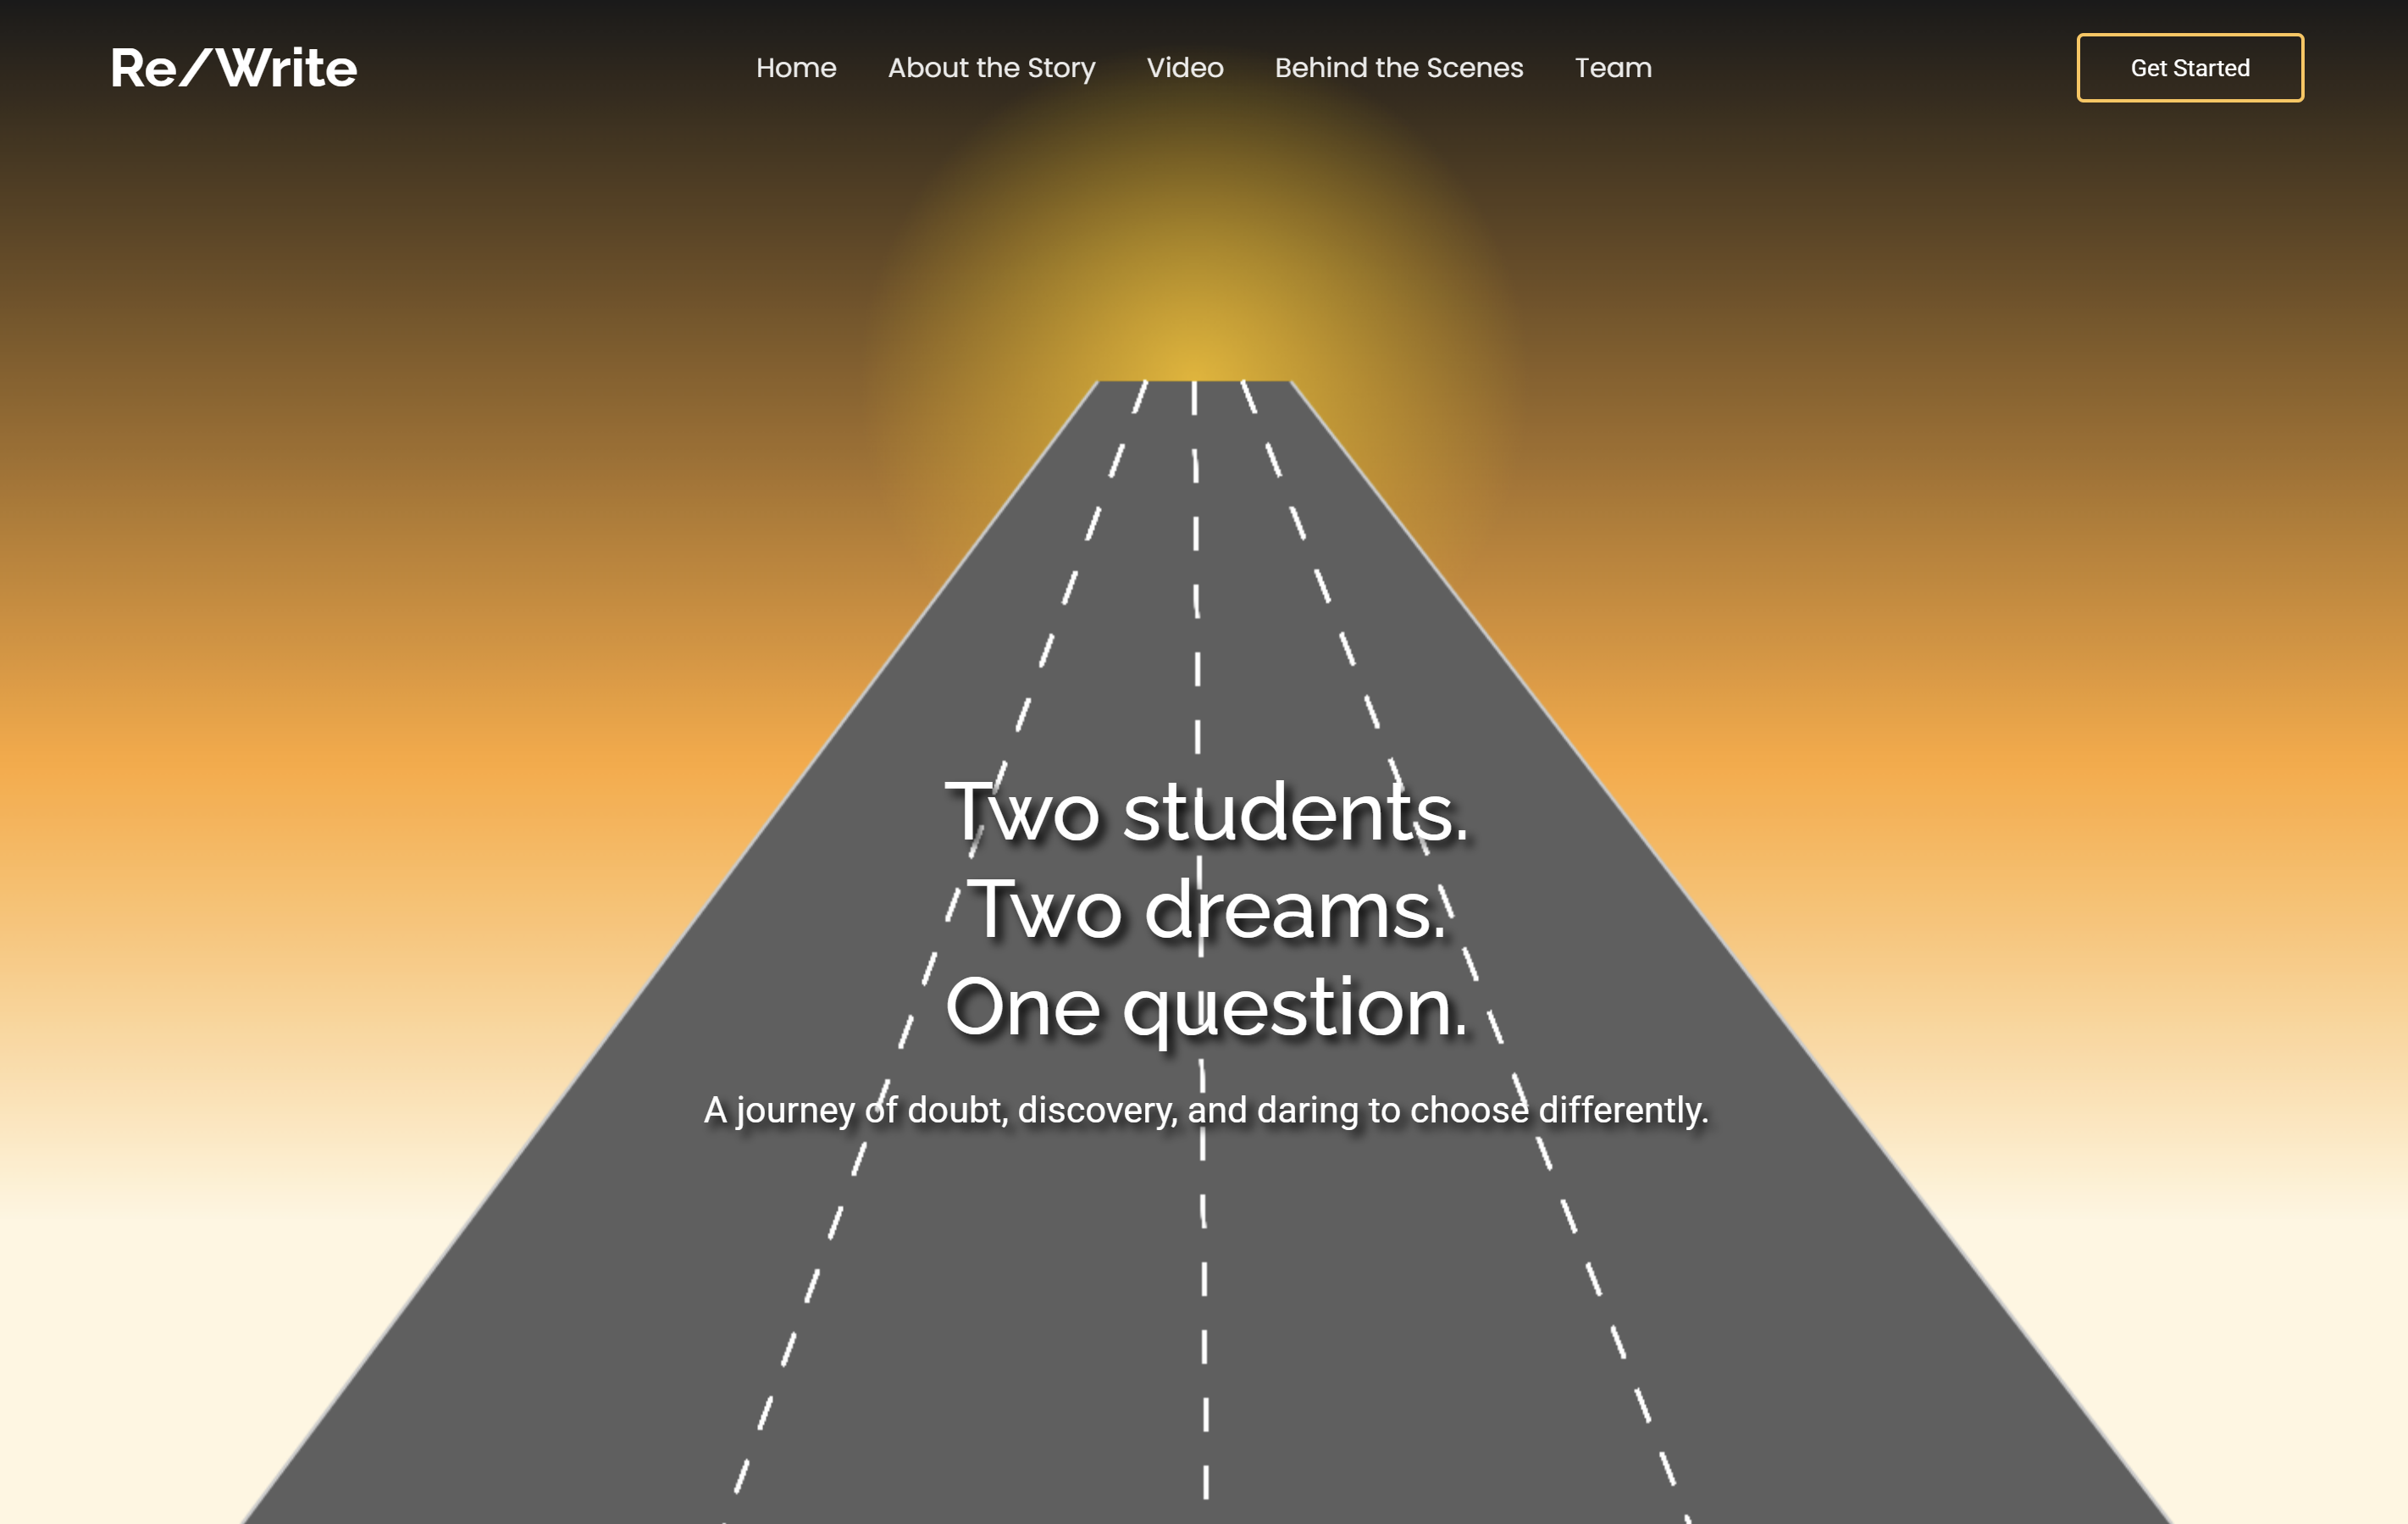 Re/Write
Home About the Story Video Behind the Scenes Team
Get Started
Two students.
Two dreams.
One question.
A journey of doubt, discovery, and daring to choose differently.